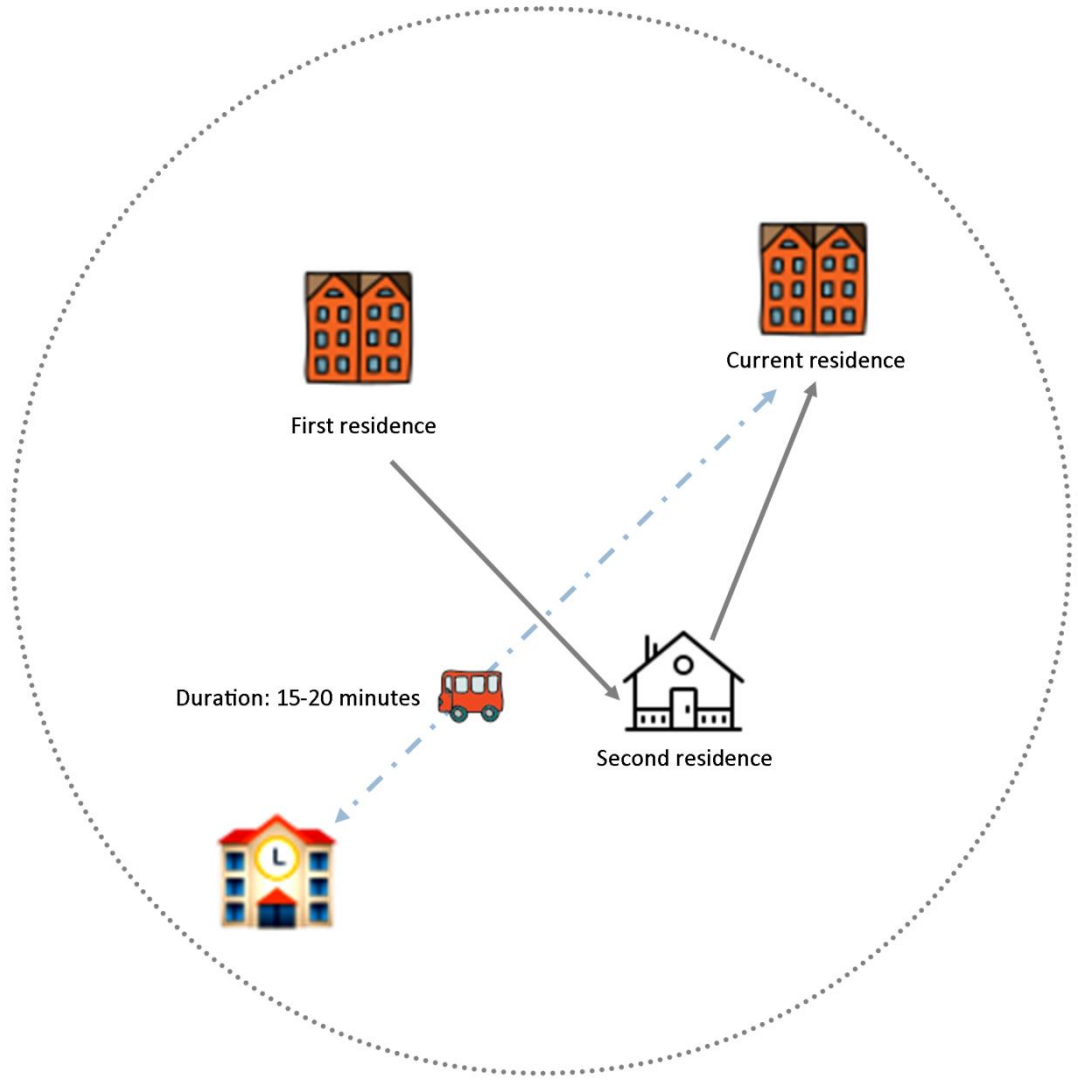 Current residence
First residence
Duration: 15-20 minutes
Second residence